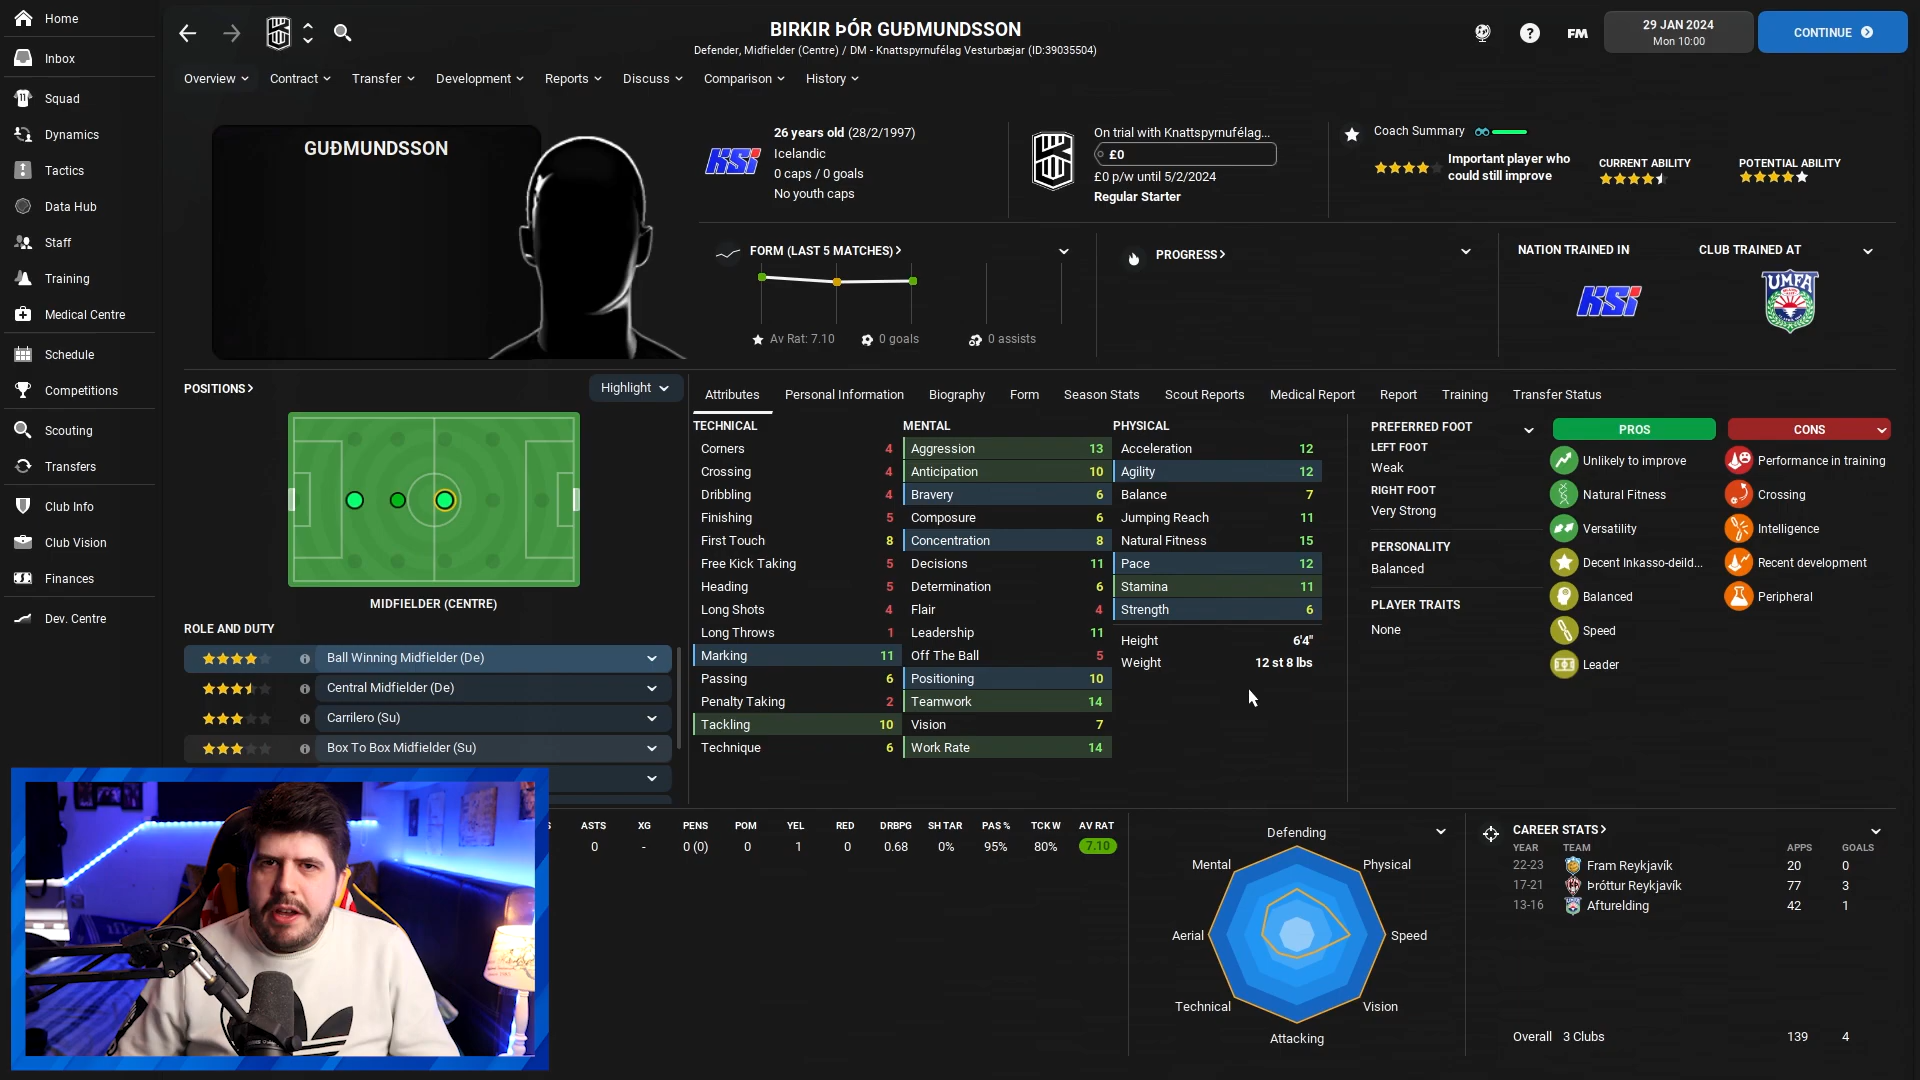 Home
Inbox
Squad
Dynamics
Tactics
Data Hub
Staff
Training
Medical Centre
Schedule
Competitions
Scouting
Transfers
Club Info
Club Vision
Finances
Dev. Centre
BIRKIR ÞÓR GUÐMUNDSSON
Defender, Midfielder (Centre) / DM - Knattspyrnufélag Vesturbæjar (ID:39035504)
FM
29 JAN 2024
Mon 10:00
CONTINUE
Overview Contract Transfer Development Reports Discuss Comparison History
GUÐMUNDSSON
26 years old (28/2/1997)
Icelandic
0 caps / 0 goals
No youth caps
KSI
On trial with Knattspyrnufélag...
£0
£0 p/w until 5/2/2024
Regular Starter
Coach Summary
Important player who
could still improve
CURRENT ABILITY
POTENTIAL ABILITY
FORM (LAST 5 MATCHES)
Av Rat: 7.10 0 goals 0 assists
PROGRESS
NATION TRAINED IN
KSI
CLUB TRAINED AT
UMFA
POSITIONS
Highlight
MIDFIELDER (CENTRE)
ROLE AND DUTY
Ball Winning Midfielder (De)
Central Midfielder (De)
Carrilero (Su)
Box To Box Midfielder (Su)
Attributes Personal Information Biography Form Season Stats Scout Reports Medical Report Report Training Transfer Status
TECHNICAL
Corners 4
Crossing 4
Dribbling 4
Finishing 5
First Touch 8
Free Kick Taking 5
Heading 5
Long Shots 4
Long Throws 1
Marking 11
Passing 6
Penalty Taking 2
Tackling 10
Technique 6
MENTAL
Aggression 13
Anticipation 10
Bravery 6
Composure 6
Concentration 8
Decisions 11
Determination 6
Flair 4
Leadership 11
Off The Ball 5
Positioning 10
Teamwork 14
Vision 7
Work Rate 14
PHYSICAL
Acceleration 12
Agility 12
Balance 7
Jumping Reach 11
Natural Fitness 15
Pace 12
Stamina 11
Strength 6
Height 6'4"
Weight 12 st 8 lbs
PREFERRED FOOT
LEFT FOOT
Weak
RIGHT FOOT
Very Strong
PERSONALITY
Balanced
PLAYER TRAITS
None
PROS
Unlikely to improve
Natural Fitness
Versatility
Decent Inkasso-deild...
Balanced
Speed
Leader
CONS
Performance in training
Crossing
Intelligence
Recent development
Peripheral
S ASTS XG PENS POM YEL RED DRBPG SH TAR PAS % TCK W AV RAT
0 - 0 (0) 0 1 0 0.68 0% 95% 80% 7.10
Defending
Physical
Speed
Vision
Attacking
Technical
Aerial
Mental
CAREER STATS
YEAR TEAM APPS GOALS
22-23 Fram Reykjavík 20 0
17-21 Þróttur Reykjavík 77 3
13-16 Afturelding 42 1
Overall 3 Clubs 139 4